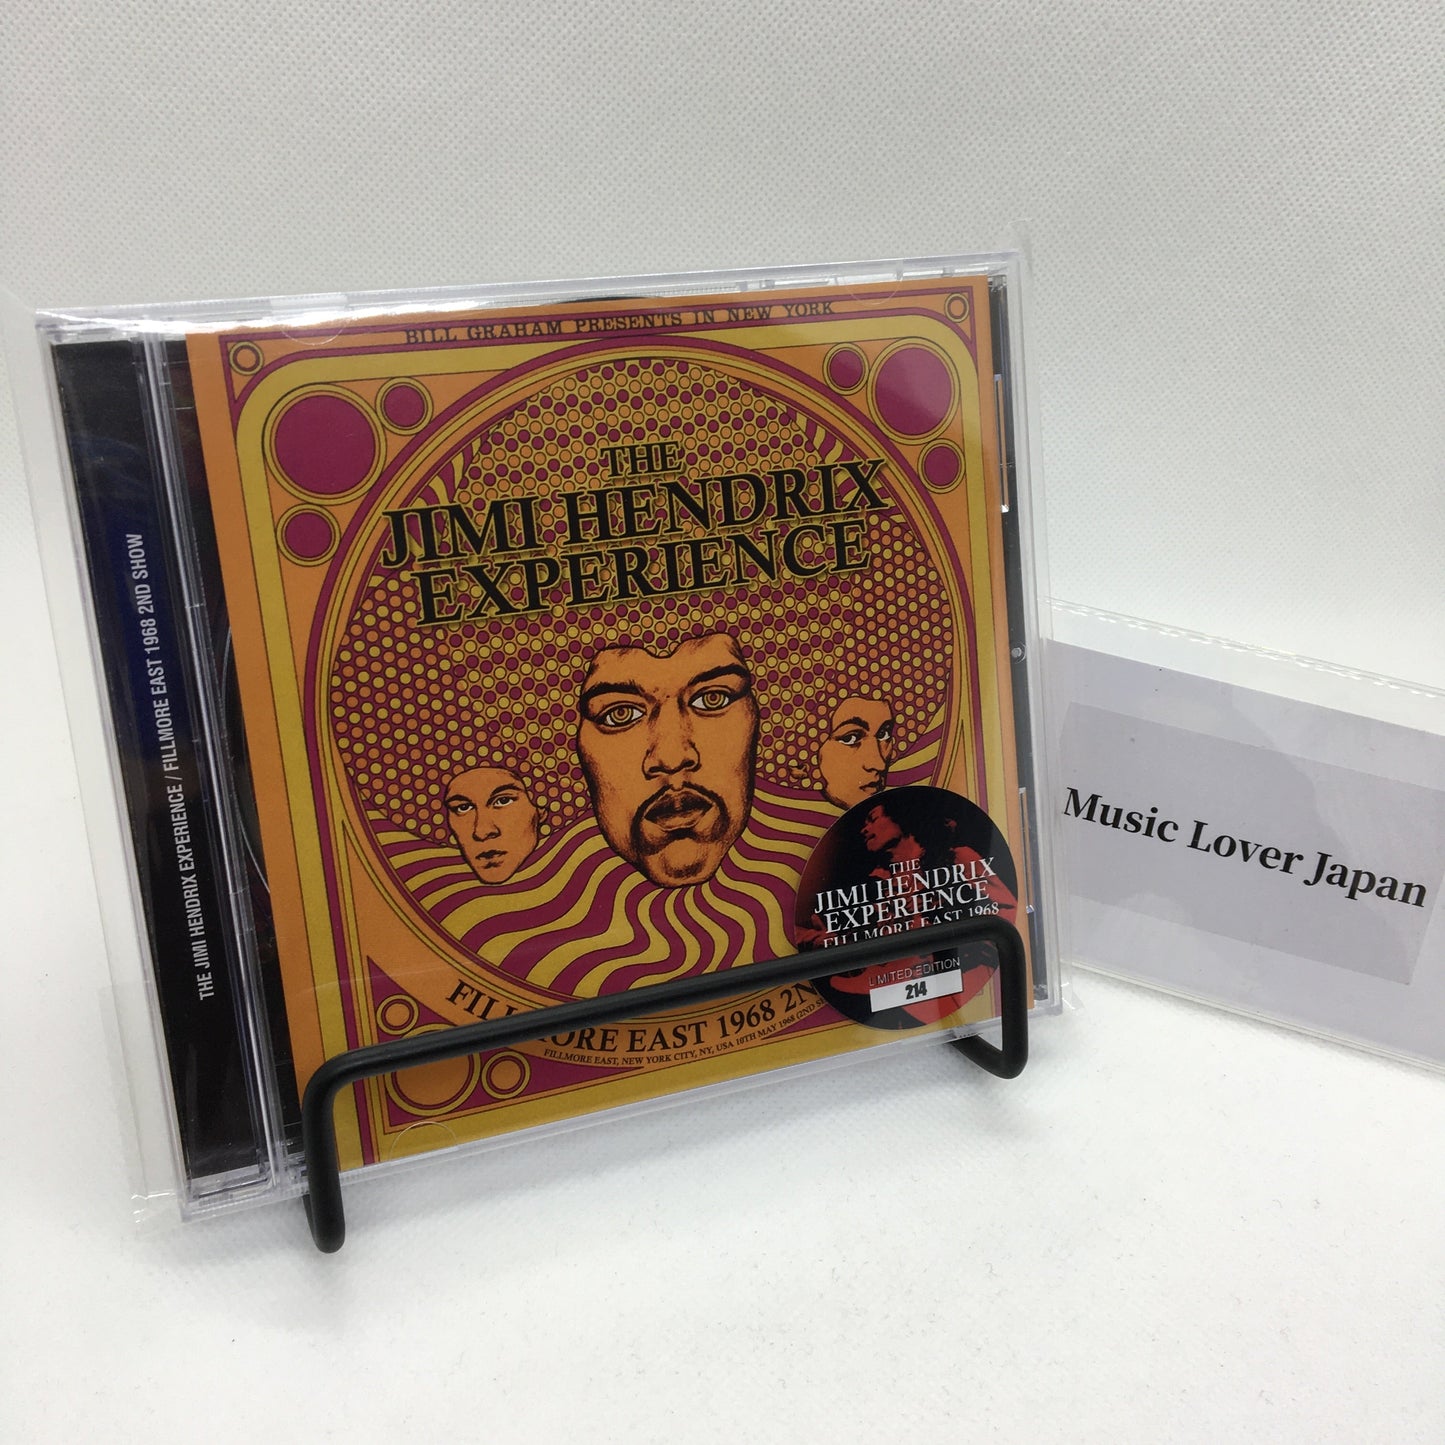 THE JIMI HENDRIX EXPERIENCE / FILLMORE EAST 1968 2ND SHOW
BILL GRAHAM PRESENTS IN NEW YORK
THE
JIMI HENDRIX
EXPERIENCE
THE
JIMI HENDRIX
EXPERIENCE
FILLMORE EAST 1968
LIMITED EDITION
214
EAST 1968
FILLMORE EAST, NEW YORK CITY, NY, USA 10TH MAY 1968 (2ND
Music Lover Japan